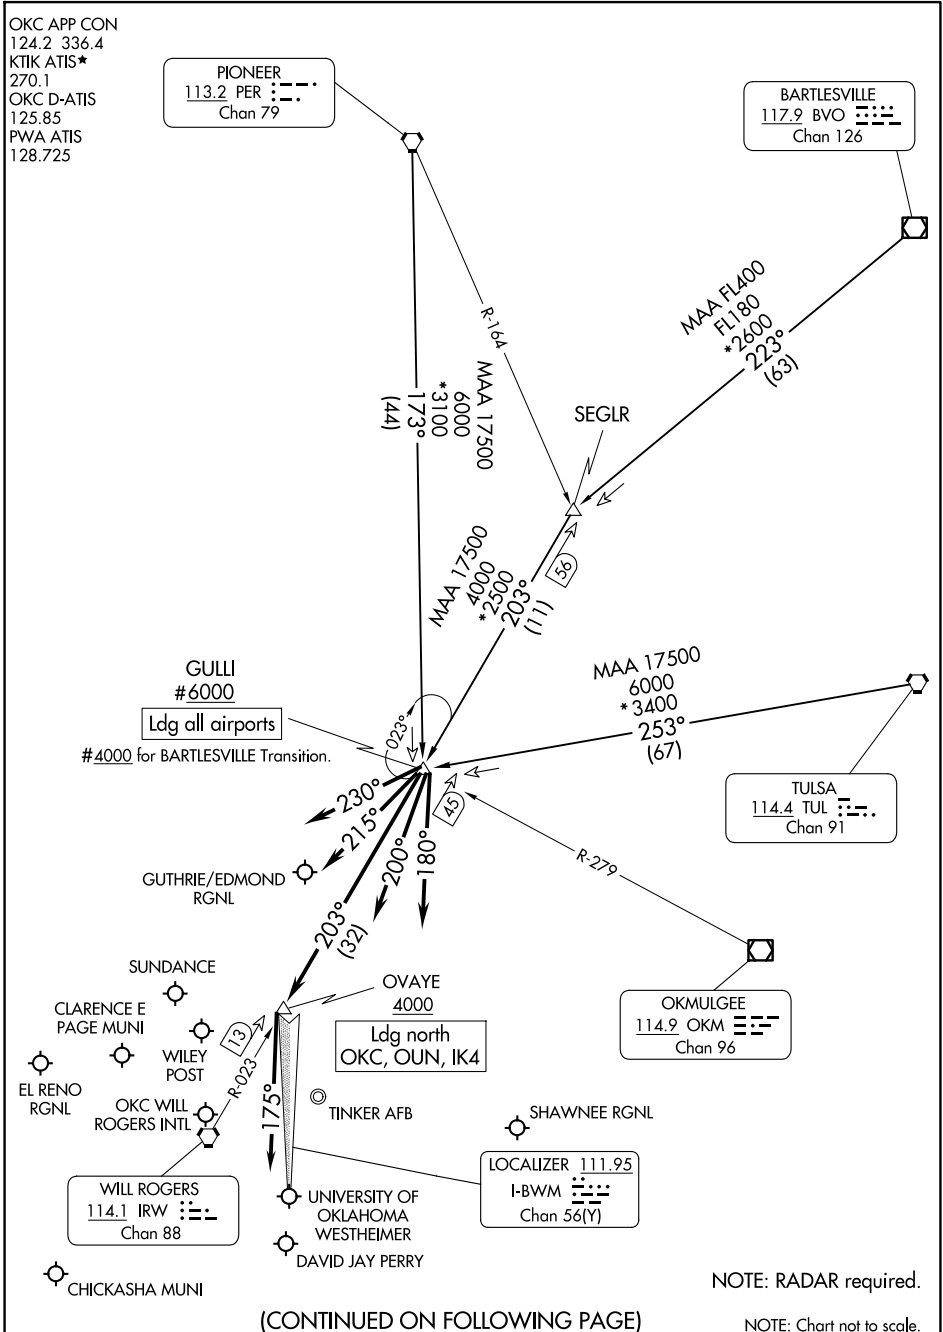 OKC APP CON
124.2 336.4
KTIK ATIS★
270.1
OKC D-ATIS
125.85
PWA ATIS
128.725
PIONEER
113.2 PER
Chan 79
BARTLESVILLE
117.9 BVO
Chan 126
R-164
MAA FL400
FL180
*2600
223°
(63)
MAA 17500
6000
*3100
173°
(44)
SEGLR
56
MAA 17500
4000
*2500
203°
(11)
GULLI
#6000
Ldg all airports
#4000 for BARTLESVILLE Transition.
023°
MAA 17500
6000
*3400
253°
(67)
TULSA
114.4 TUL
Chan 91
45
230°
215°
200°
180°
R-279
GUTHRIE/EDMOND
RGNL
203°
(32)
SUNDANCE
CLARENCE E
PAGE MUNI
WILEY
POST
EL RENO
RGNL
OKC WILL
ROGERS INTL
13
R-023
OVAYE
4000
Ldg north
OKC, OUN, 1K4
OKMULGEE
114.9 OKM
Chan 96
175°
TINKER AFB
SHAWNEE RGNL
WILL ROGERS
114.1 IRW
Chan 88
LOCALIZER 111.95
I-BWM
Chan 56(Y)
UNIVERSITY OF
OKLAHOMA
WESTHEIMER
DAVID JAY PERRY
CHICKASHA MUNI
NOTE: RADAR required.
(CONTINUED ON FOLLOWING PAGE)
NOTE: Chart not to scale.